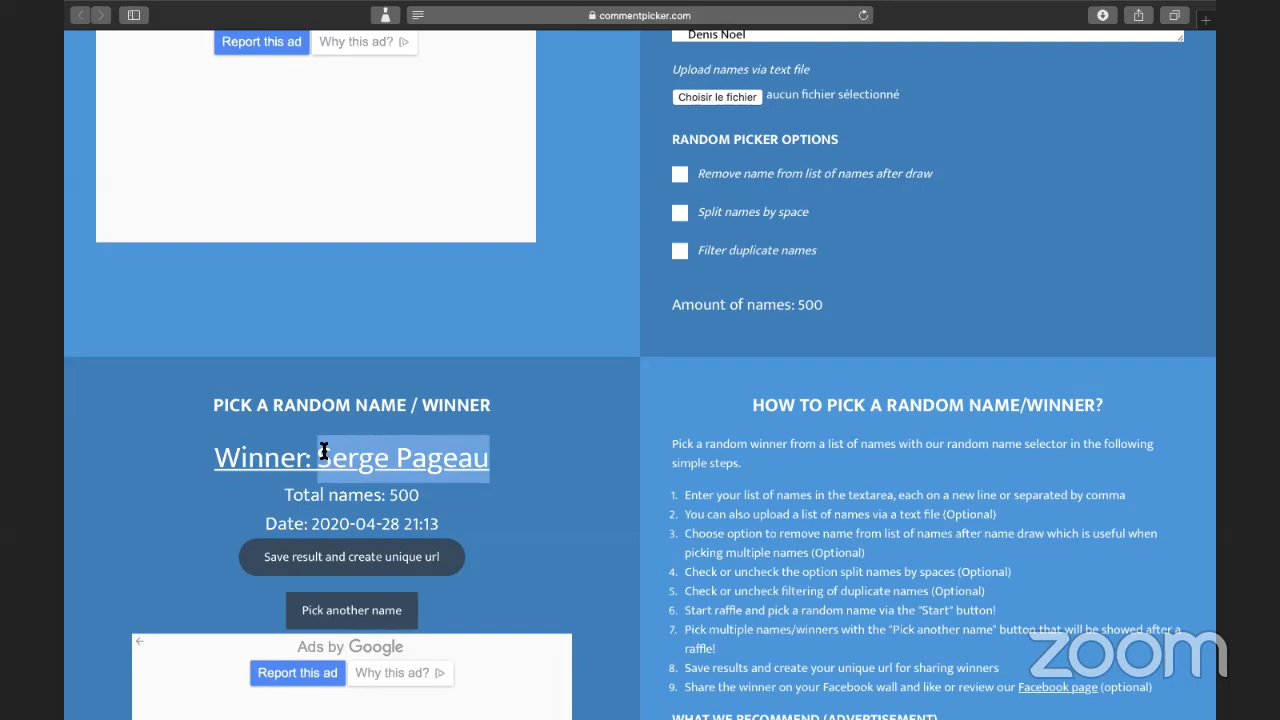 commentpicker.com
Report this ad
Why this ad?
Denis Noel
Upload names via text file
Choisir le fichier aucun fichier sélectionné
RANDOM PICKER OPTIONS
Remove name from list of names after draw
Split names by space
Filter duplicate names
Amount of names: 500
PICK A RANDOM NAME / WINNER
Winner: Serge Pageau
Total names: 500
Date: 2020-04-28 21:13
Save result and create unique url
Pick another name
Ads by Google
Report this ad
Why this ad?
HOW TO PICK A RANDOM NAME/WINNER?
Pick a random winner from a list of names with our random name selector in the following
simple steps.
1. Enter your list of names in the textarea, each on a new line or separated by comma
2. You can also upload a list of names via a text file (Optional)
3. Choose option to remove name from list of names after name draw which is useful when
picking multiple names (Optional)
4. Check or uncheck the option split names by spaces (Optional)
5. Check or uncheck filtering of duplicate names (Optional)
6. Start raffle and pick a random name via the "Start" button!
7. Pick multiple names/winners with the "Pick another name" button that will be showed after a
raffle!
8. Save results and create your unique url for sharing winners
9. Share the winner on your Facebook wall and like or review our Facebook page (optional)
WHAT WE RECOMMEND (ADVERTISEMENT)
zoom